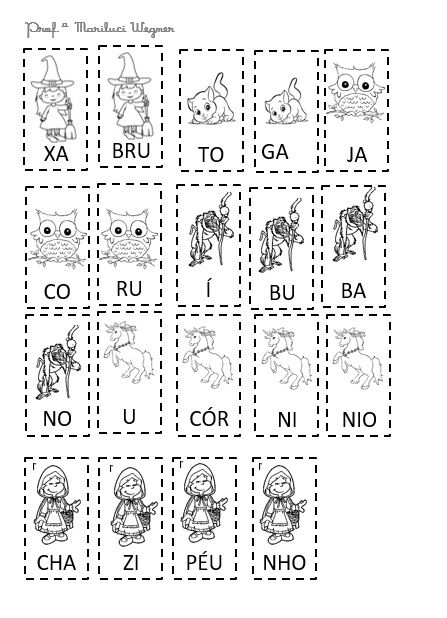 Profª Mariluci Wegner
XA BRU TO GA JA
CO RU Í BU BA
NO U CÓR NI NIO
r r r r
CHA ZI PÉU NHO